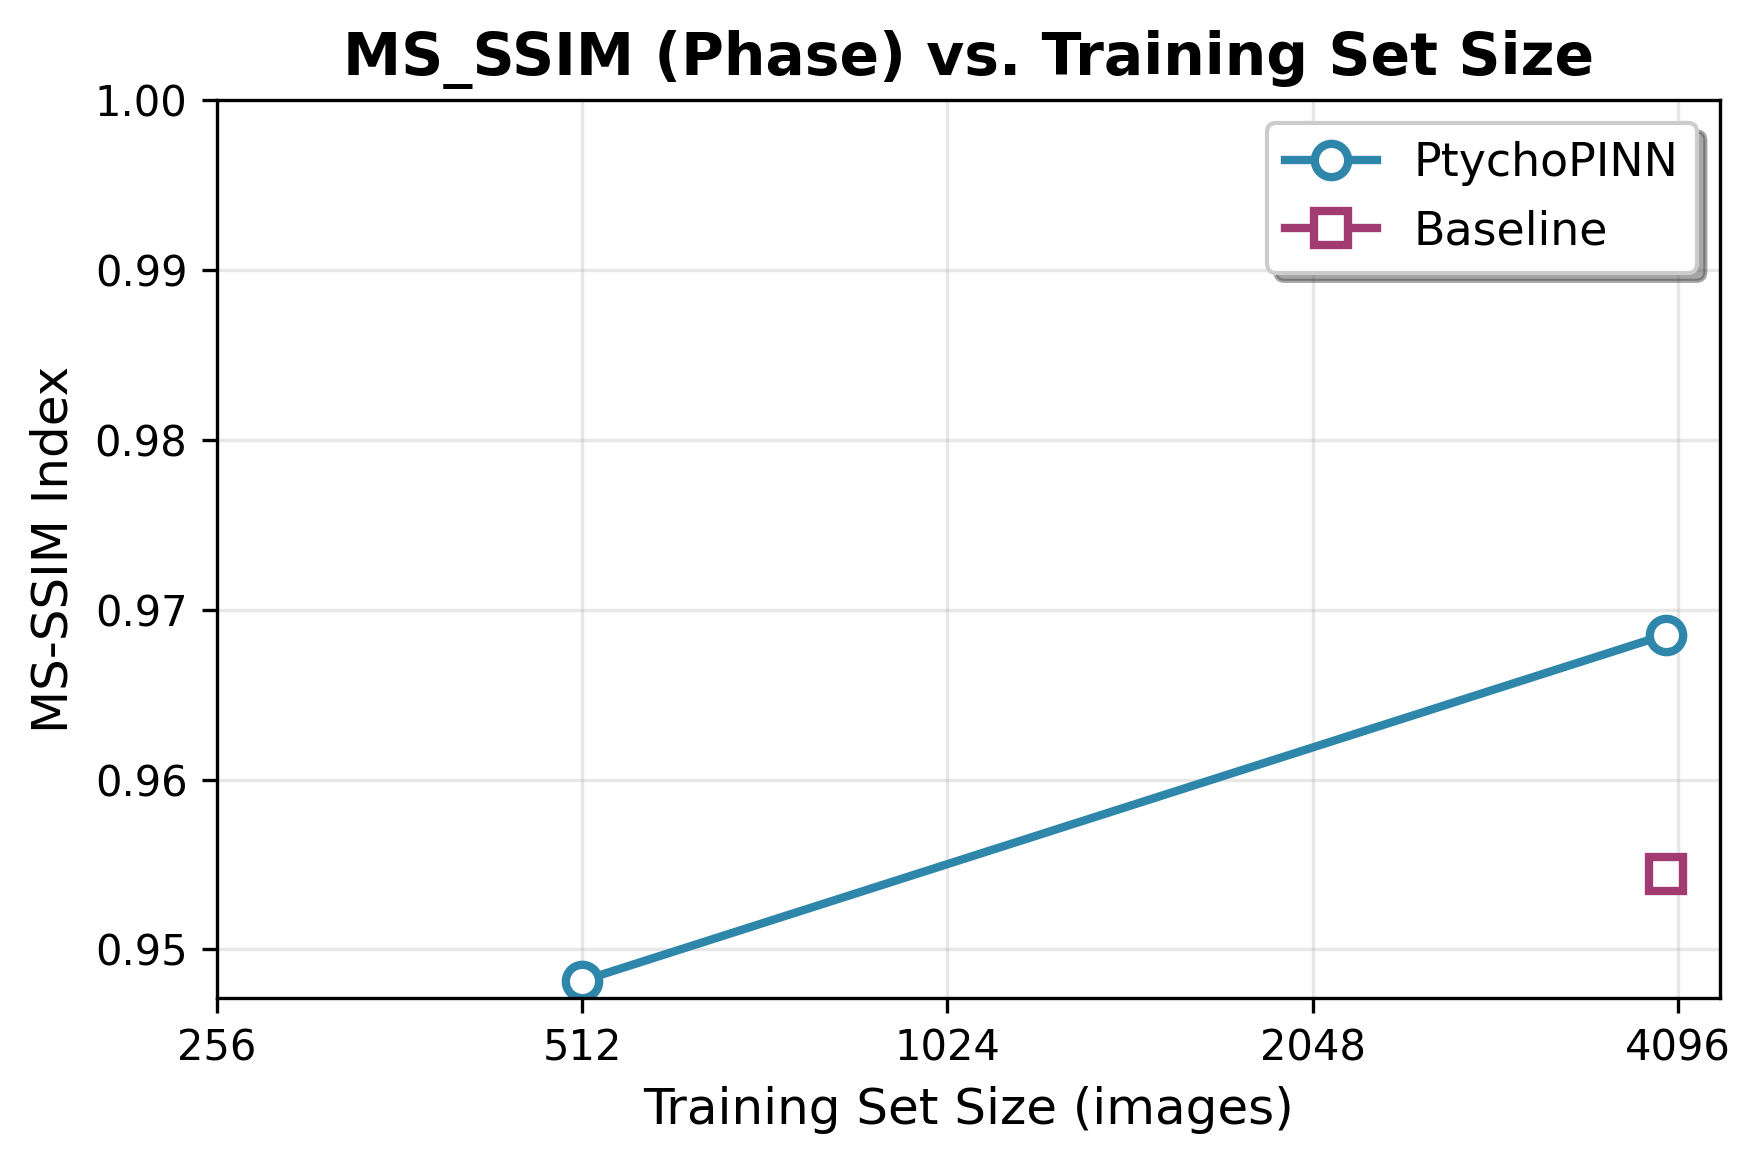 MS_SSIM (Phase) vs. Training Set Size
1.00
0.99
0.98
0.97
0.96
0.95
MS-SSIM Index
PtychoPINN
Baseline
256 512 1024 2048 4096
Training Set Size (images)